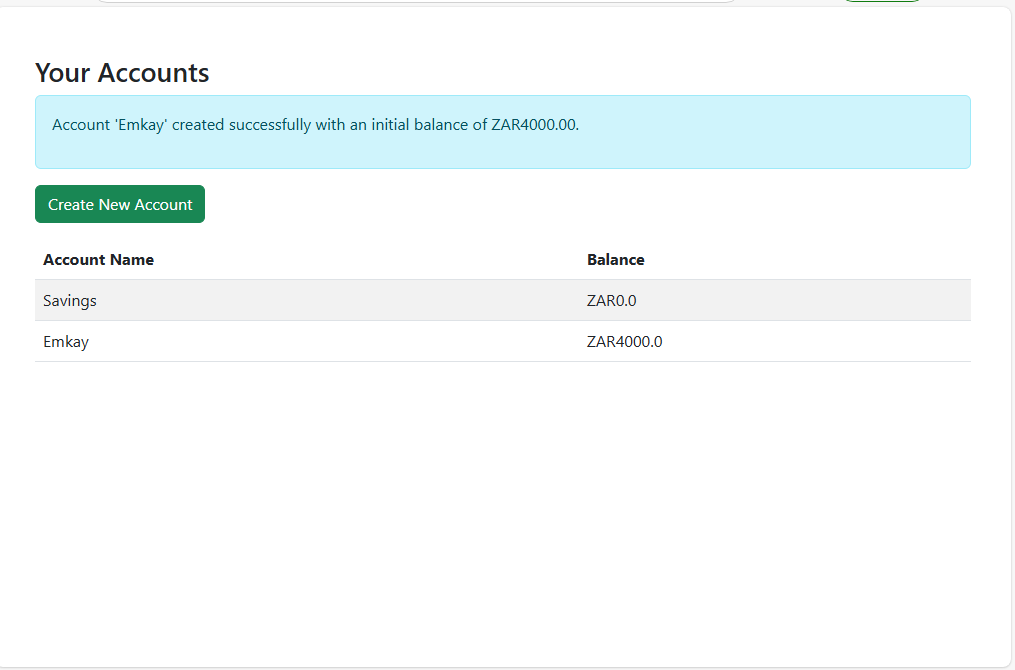 Your Accounts
Account 'Emkay' created successfully with an initial balance of ZAR4000.00.
Create New Account
Account Name Balance
Savings ZAR0.0
Emkay ZAR4000.0